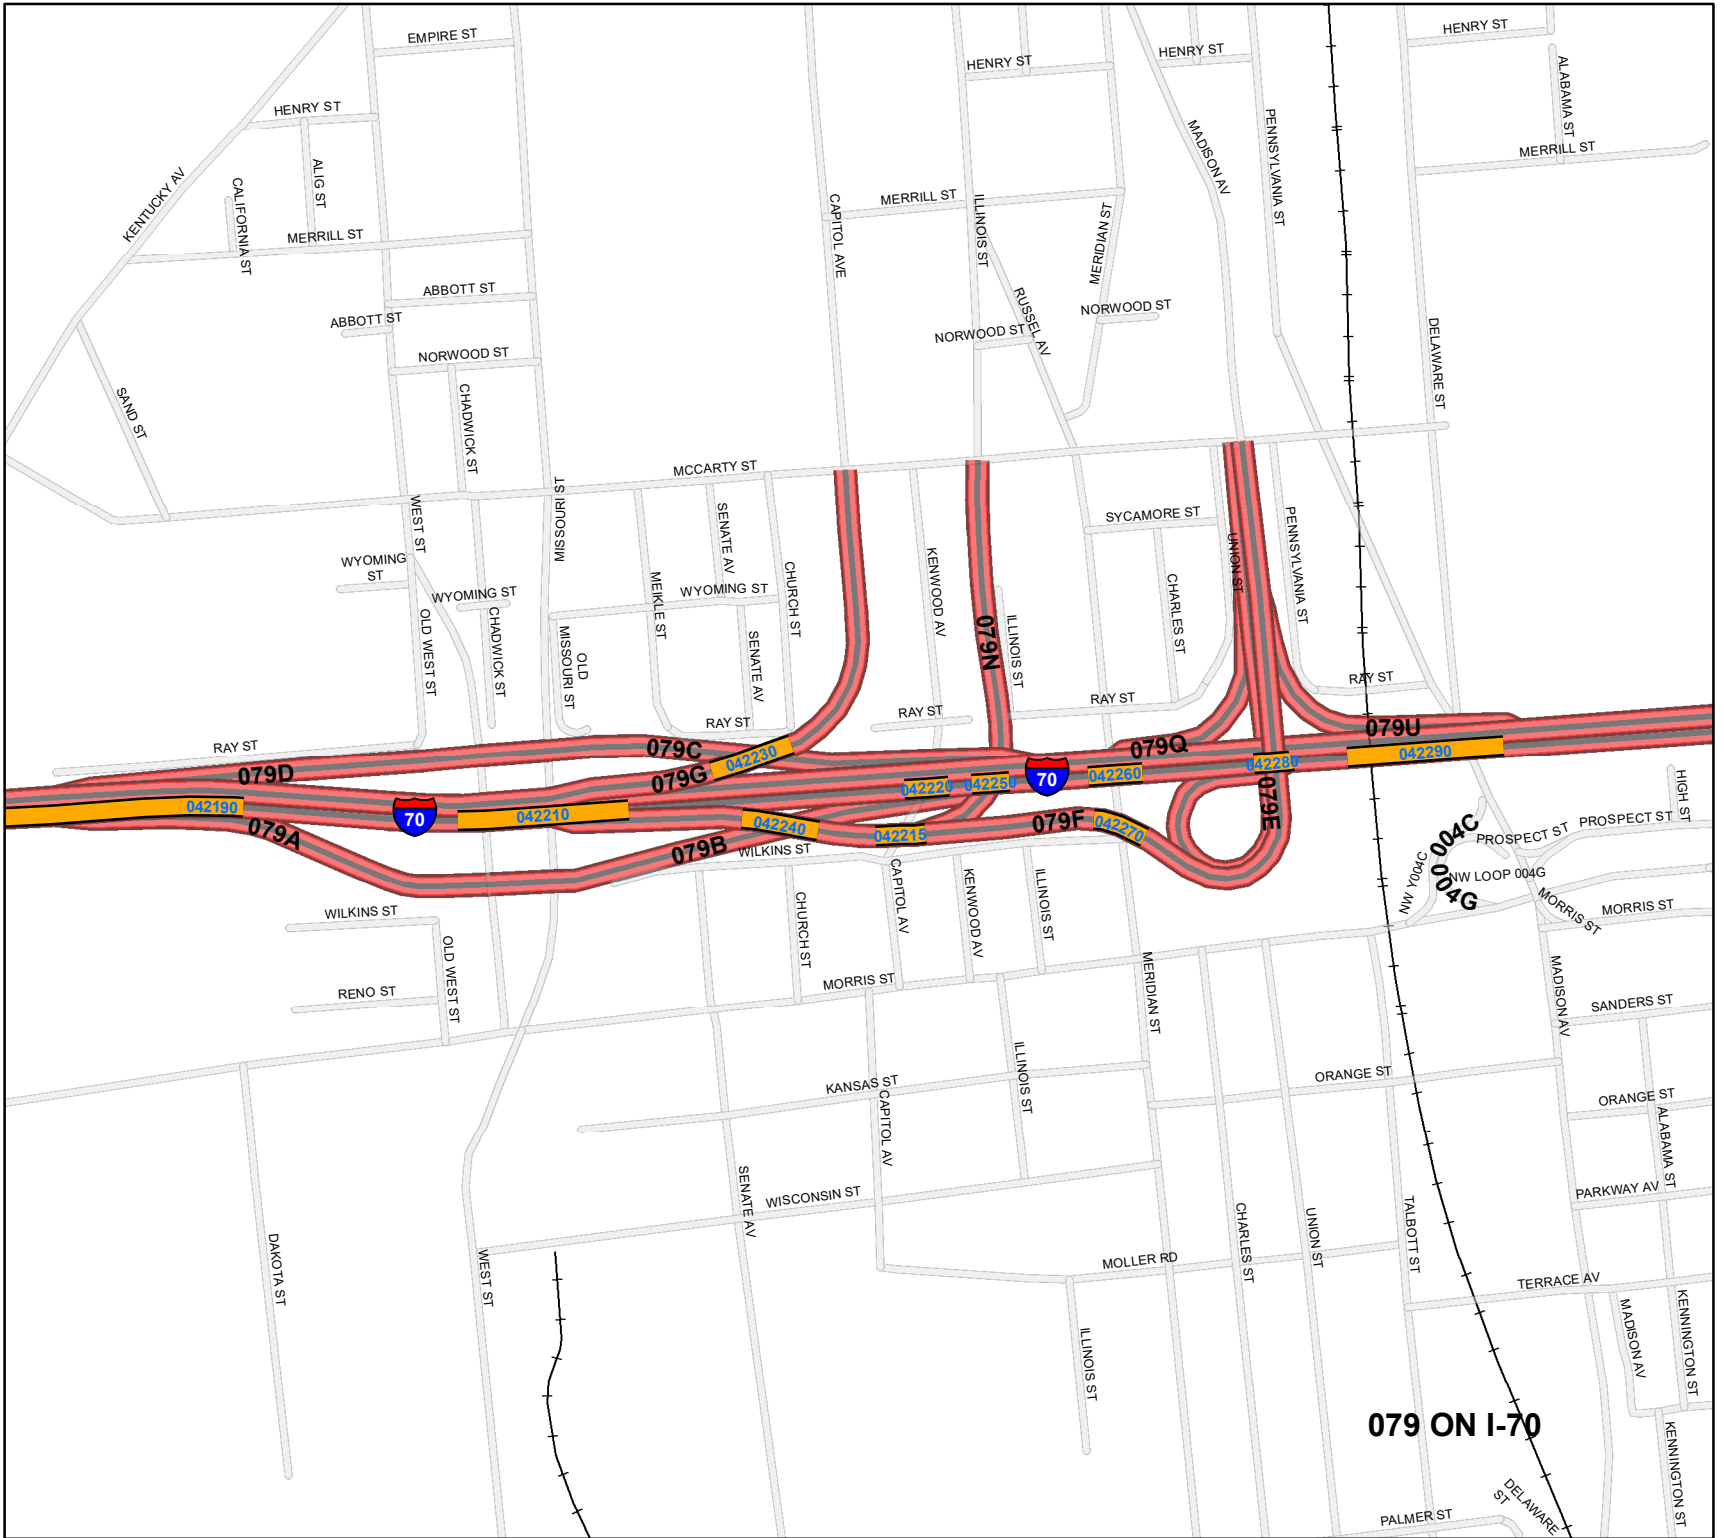 EMPIRE ST
HENRY ST
HENRY ST
HENRY ST
HENRY ST
ALABAMA ST
MERRILL ST
KENTUCKY AV
CALIFORNIA ST
ALIG ST
MERRILL ST
CAPITOL AVE
MERRILL ST
ILLINOIS ST
MERIDIAN ST
MADISON AV
PENNSYLVANIA ST
ABBOTT ST
ABBOTT ST
NORWOOD ST
NORWOOD ST
RUSSEL AV
NORWOOD ST
DELAWARE ST
SAND ST
CHADWICK ST
MCCARTY ST
WEST ST
MISSOURI ST
SENATE AV
SYCAMORE ST
UNION ST
PENNSYLVANIA ST
WYOMING
ST
WYOMING ST
WYOMING ST
MEIKLE ST
CHURCH ST
KENWOOD AV
CHARLES ST
OLD WEST ST
CHADWICK ST
OLD
MISSOURI ST
SENATE AV
079N
ILLINOIS ST
RAY ST
RAY ST
RAY ST
RAY ST
RAY ST
079D
079C
079G
042230
079Q
079U
042190
70
042210
042220
042250
70
042260
042280
042290
079A
079B
042240
042215
079F
042270
079E
HIGH ST
WILKINS ST
004C
PROSPECT ST
PROSPECT ST
NW Y004C
NW LOOP 004G
004G
MORRIS ST
MORRIS ST
WILKINS ST
OLD WEST ST
CHURCH ST
CAPITOL AV
KENWOOD AV
ILLINOIS ST
MERIDIAN ST
MADISON AV
RENO ST
MORRIS ST
SANDERS ST
KANSAS ST
CAPITOL AV
ILLINOIS ST
ORANGE ST
ORANGE ST
ALABAMA ST
SENATE AV
WISCONSIN ST
PARKWAY AV
DAKOTA ST
WEST ST
MOLLER RD
CHARLES ST
UNION ST
TALBOTT ST
TERRACE AV
ILLINOIS ST
MADISON AV
KENNINGTON ST
079 ON I-70
KENNINGTON ST
PALMER ST
DELAWARE
ST